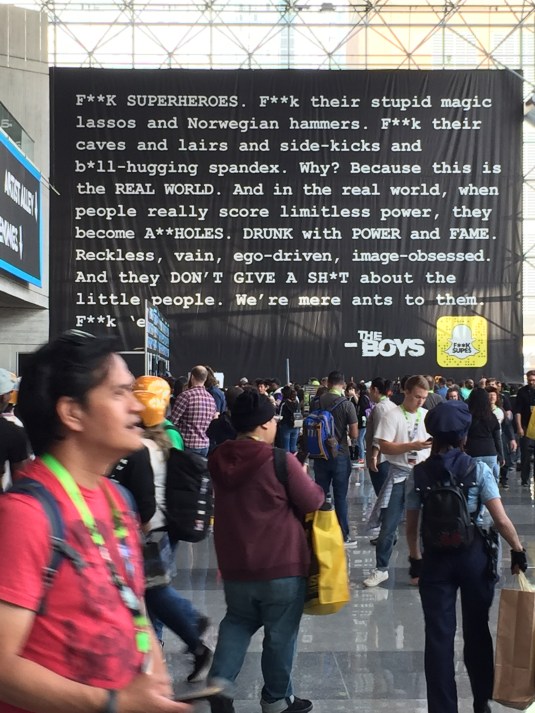 F**K SUPERHEROES. F**k their stupid magic
lassos and Norwegian hammers. F**k their
caves and lairs and side-kicks and
b*ll-hugging spandex. Why? Because this is
the REAL WORLD. And in the real world, when
people really score limitless power, they
become A**HOLES. DRUNK with POWER and FAME.
Reckless, vain, ego-driven, image-obsessed.
And they DON'T GIVE A SH*T about the
little people. We're mere ants to them.
F**k 'e
THE
–BOYS
F**K
SUPES
ARTIST ALLEY